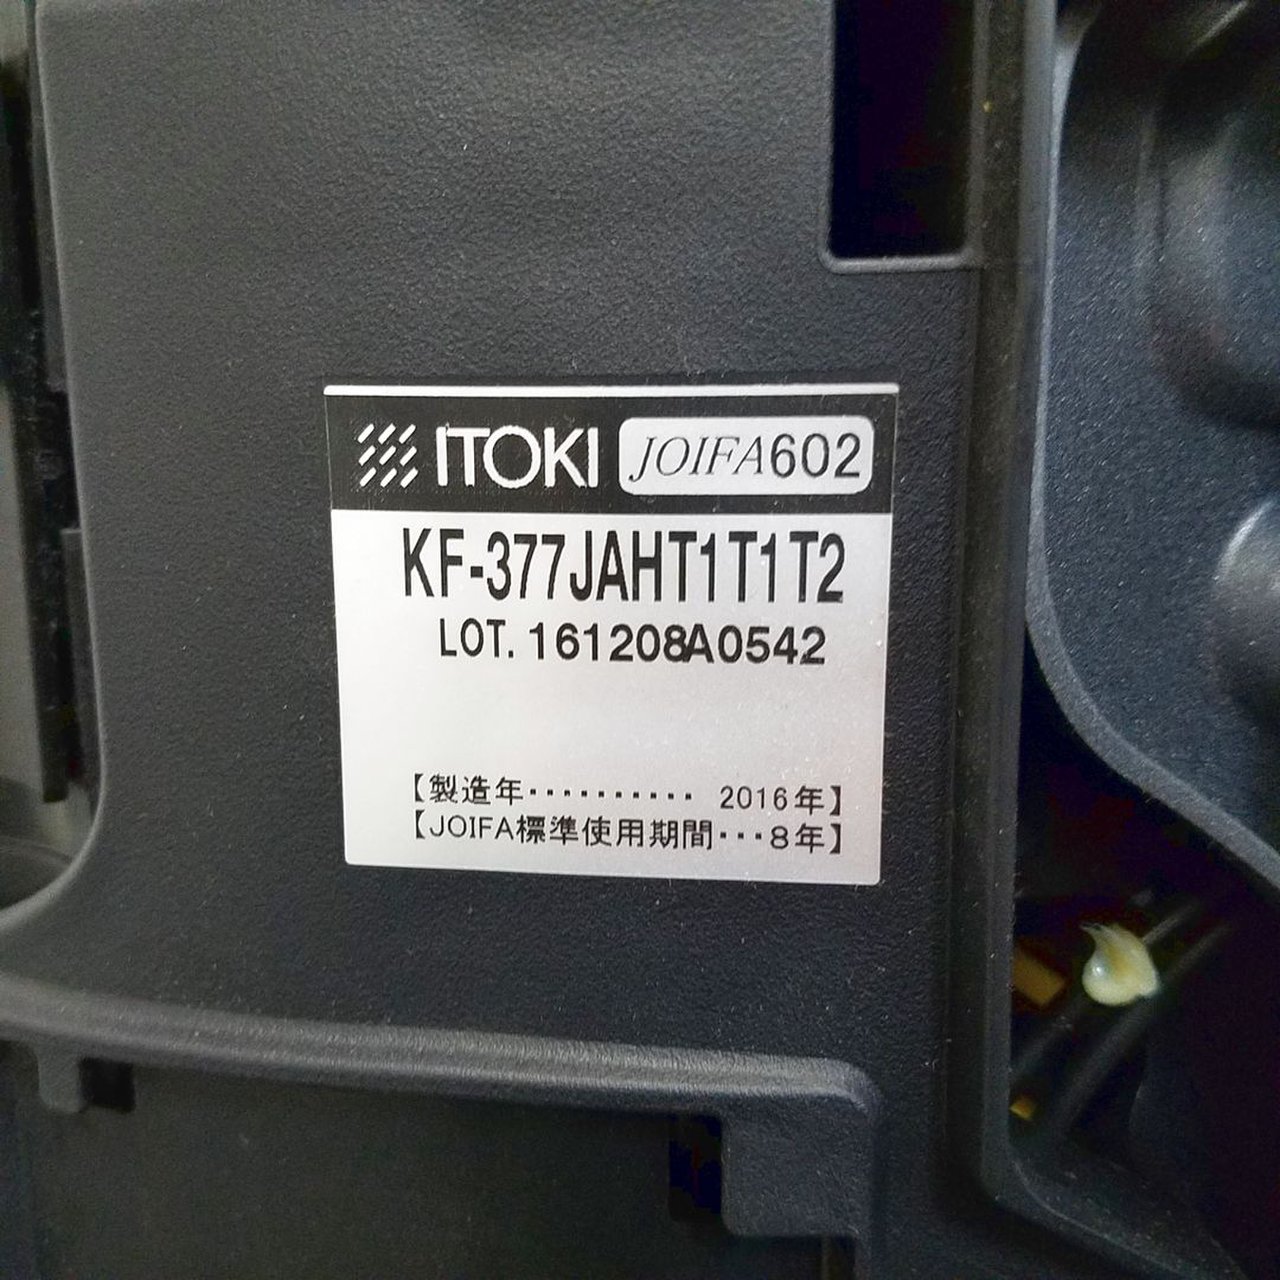 ITOKI JOIFA602
KF-377JAHT1T1T2
LOT. 161208A0542
【製造年・・・・・・・・・・ 2016年】
【JOIFA標準使用期間・・・8年】